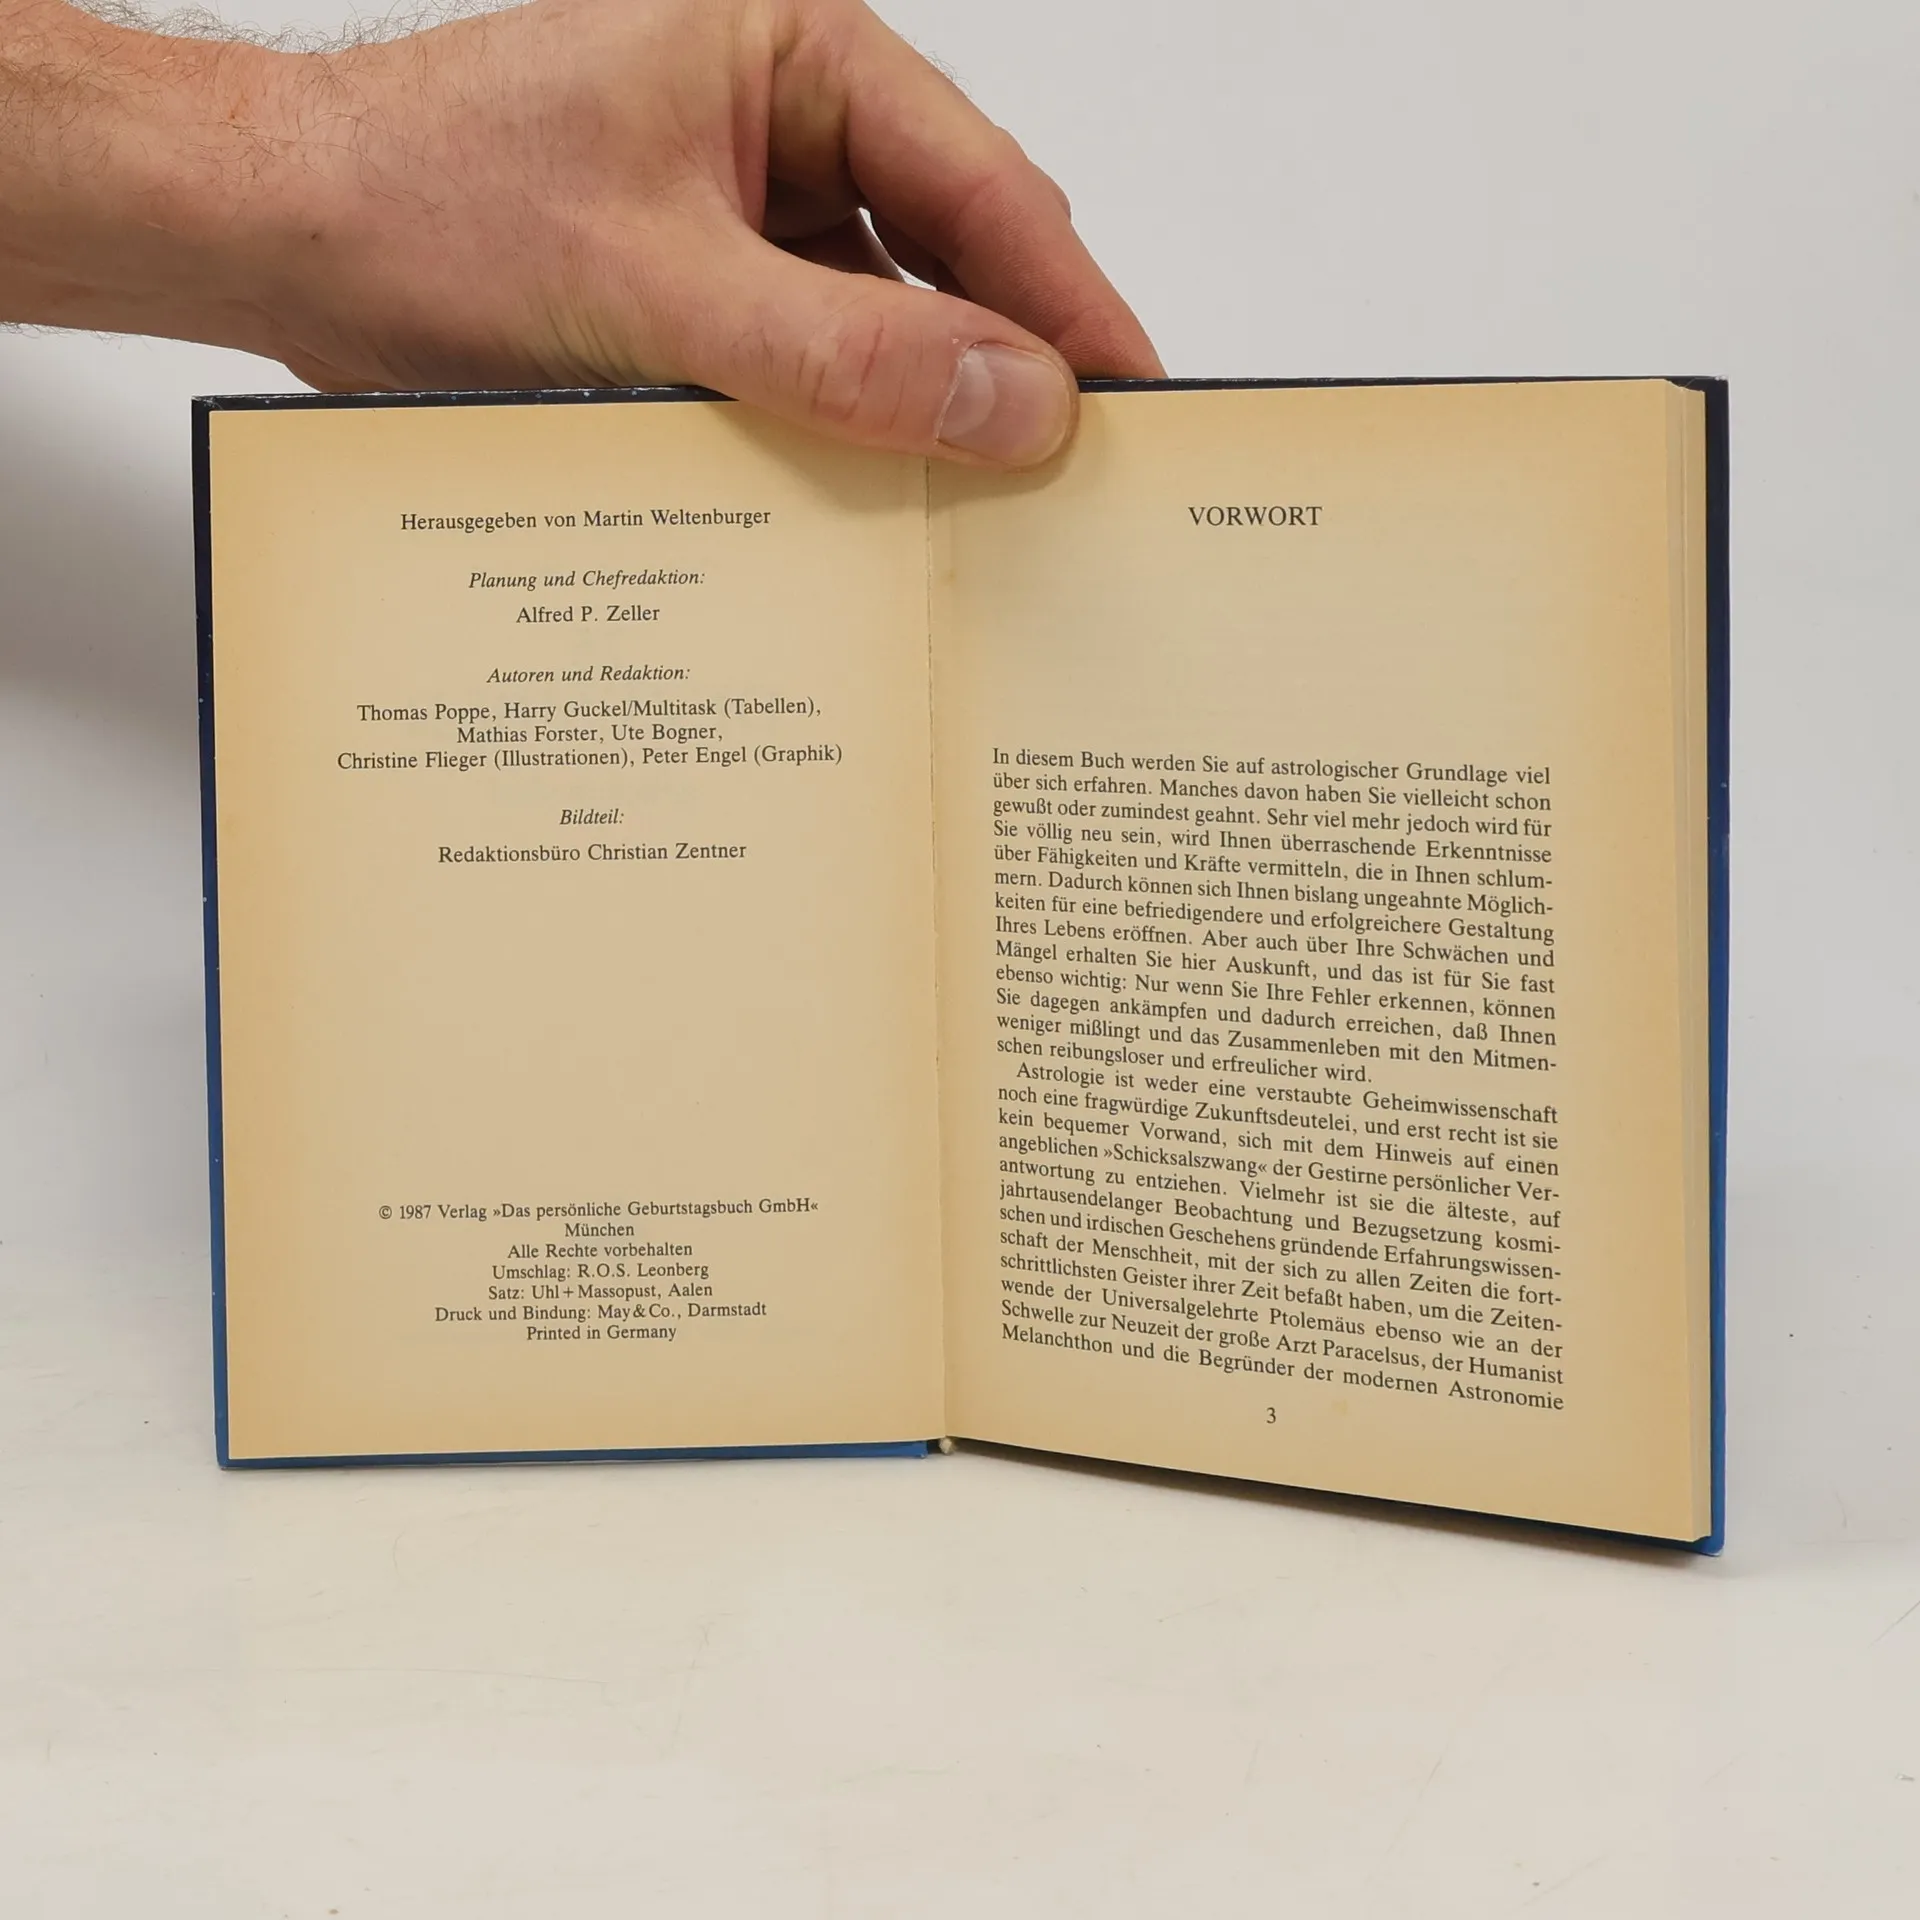 Herausgegeben von Martin Weltenburger
Planung und Chefredaktion:
Alfred P. Zeller
Autoren und Redaktion:
Thomas Poppe, Harry Guckel/Multitask (Tabellen),
Mathias Forster, Ute Bogner,
Christine Flieger (Illustrationen), Peter Engel (Graphik)
Bildteil:
Redaktionsbüro Christian Zentner
© 1987 Verlag »Das persönliche Geburtstagsbuch GmbH«
München
Alle Rechte vorbehalten
Umschlag: R.O.S. Leonberg
Satz: Uhl + Massopust, Aalen
Druck und Bindung: May & Co., Darmstadt
Printed in Germany
VORWORT
In diesem Buch werden Sie auf astrologischer Grundlage viel
über sich erfahren. Manches davon haben Sie vielleicht schon
gewußt oder zumindest geahnt. Sehr viel mehr jedoch wird für
Sie völlig neu sein, wird Ihnen überraschende Erkenntnisse
über Fähigkeiten und Kräfte vermitteln, die in Ihnen schlum-
mern. Dadurch können sich Ihnen bislang ungeahnte Möglich-
keiten für eine befriedigendere und erfolgreichere Gestaltung
Ihres Lebens eröffnen. Aber auch über Ihre Schwächen und
Mängel erhalten Sie hier Auskunft, und das ist für Sie fast
ebenso wichtig: Nur wenn Sie Ihre Fehler erkennen, können
Sie dagegen ankämpfen und dadurch erreichen, daß Ihnen
weniger mißlingt und das Zusammenleben mit den Mitmen-
schen reibungsloser und erfreulicher wird.
Astrologie ist weder eine verstaubte Geheimwissenschaft
noch eine fragwürdige Zukunftsdeutelei, und erst recht ist sie
kein bequemer Vorwand, sich mit dem Hinweis auf einen
angeblichen »Schicksalszwang« der Gestirne persönlicher Ver-
antwortung zu entziehen. Vielmehr ist sie die älteste, auf
jahrtausendelanger Beobachtung und Bezugsetzung kosmi-
schen und irdischen Geschehens gründende Erfahrungswissen-
schaft der Menschheit, mit der sich zu allen Zeiten die fort-
schrittlichsten Geister ihrer Zeit befaßt haben, um die Zeiten-
wende der Universalgelehrte Ptolemäus ebenso wie an der
Schwelle zur Neuzeit der große Arzt Paracelsus, der Humanist
Melanchthon und die Begründer der modernen Astronomie
3